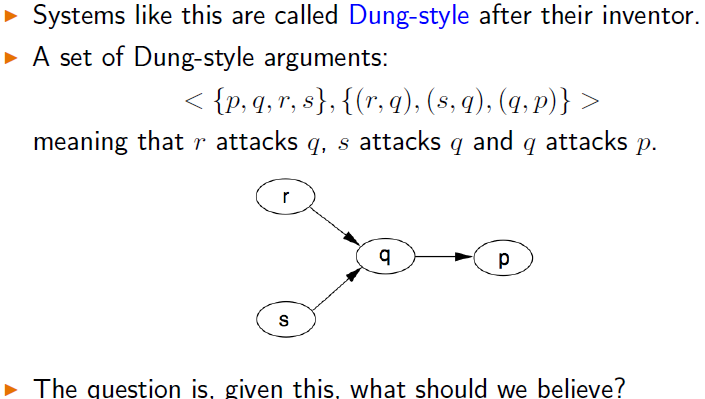 Systems like this are called Dung-style after their inventor.
A set of Dung-style arguments:
< {p, q, r, s}, {(r, q), (s, q), (q, p)} >
meaning that r attacks q, s attacks q and q attacks p.
r
q
p
s
The question is, given this, what should we believe?